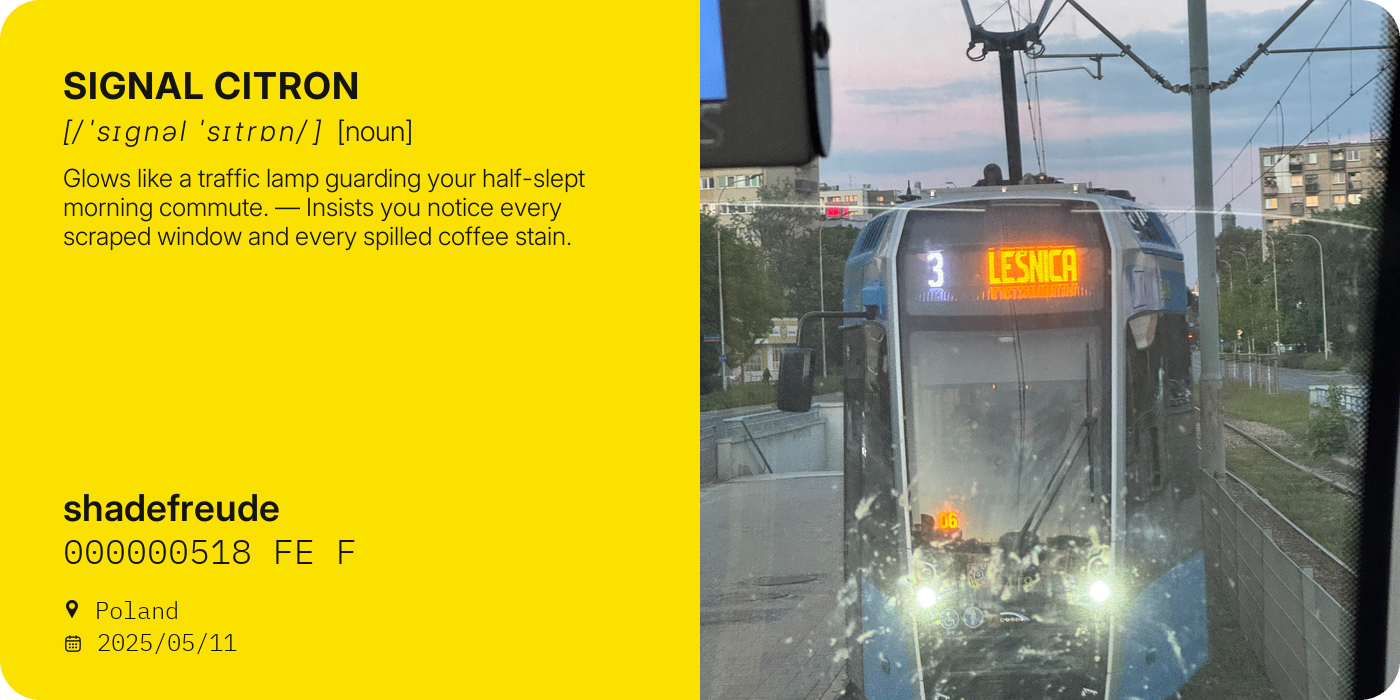 SIGNAL CITRON
[/ˈsɪɡnəl ˈsɪtrɒn/] [noun]
Glows like a traffic lamp guarding your half-slept
morning commute. — Insists you notice every
scraped window and every spilled coffee stain.
shadefreude
000000518 FE F
Poland
2025/05/11
3 LEŚNICA
06